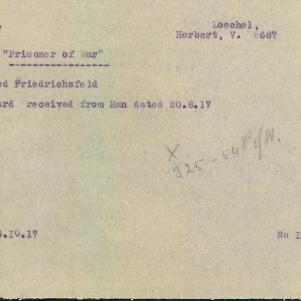 Loechel,
Herbert, V. 2687
"Prisoner of War"
Friedrichsfeld
received from Man dated 20.8.17
X
325-54 P/W.
.10.17
No